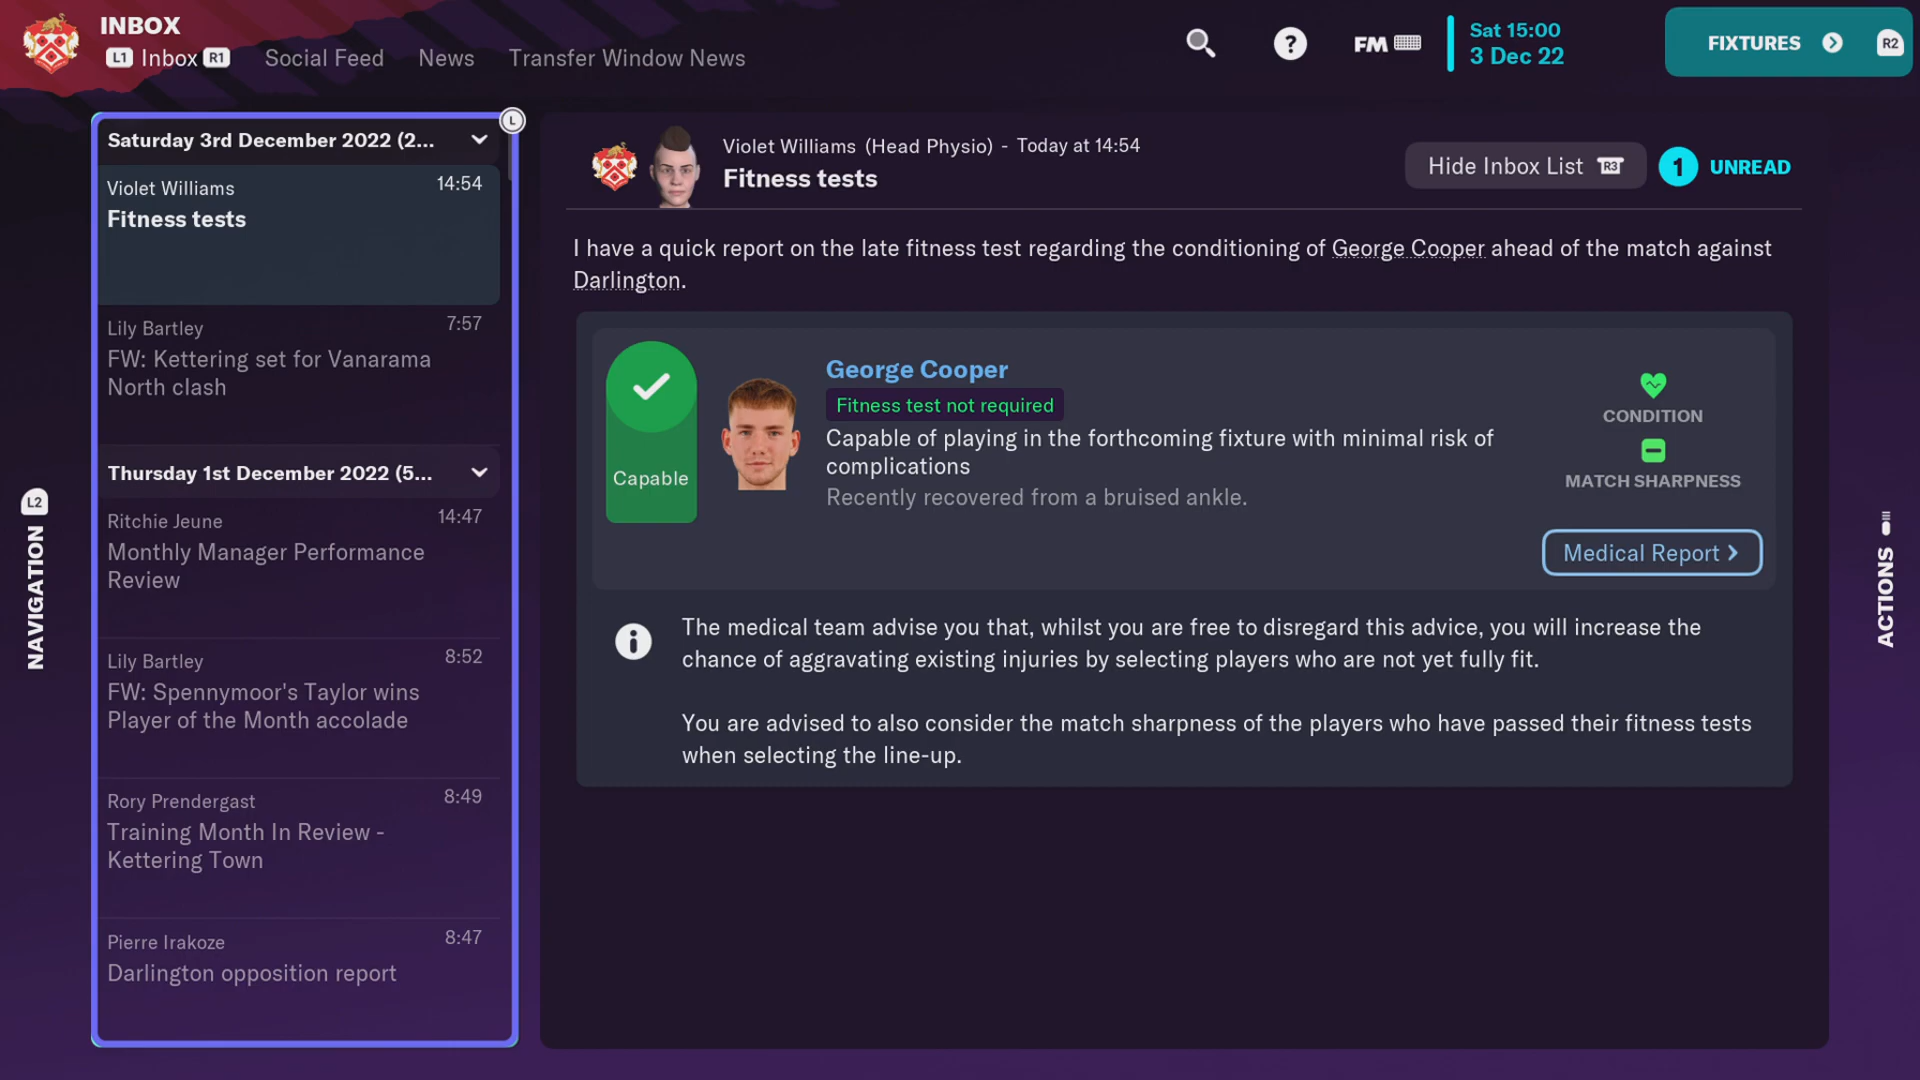 INBOX
L1 Inbox R1 Social Feed News Transfer Window News
? FM
Sat 15:00
3 Dec 22
FIXTURES R2
L
Saturday 3rd December 2022 (2...
Violet Williams 14:54
Fitness tests
Lily Bartley 7:57
FW: Kettering set for Vanarama
North clash
Thursday 1st December 2022 (5...
Ritchie Jeune 14:47
Monthly Manager Performance
Review
Lily Bartley 8:52
FW: Spennymoor's Taylor wins
Player of the Month accolade
Rory Prendergast 8:49
Training Month In Review -
Kettering Town
Pierre Irakoze 8:47
Darlington opposition report
L2
NAVIGATION
Violet Williams (Head Physio) - Today at 14:54
Fitness tests
Hide Inbox List R3
1 UNREAD
I have a quick report on the late fitness test regarding the conditioning of George Cooper ahead of the match against
Darlington.
Capable
George Cooper
Fitness test not required
Capable of playing in the forthcoming fixture with minimal risk of
complications
Recently recovered from a bruised ankle.
CONDITION
MATCH SHARPNESS
Medical Report
The medical team advise you that, whilst you are free to disregard this advice, you will increase the
chance of aggravating existing injuries by selecting players who are not yet fully fit.
You are advised to also consider the match sharpness of the players who have passed their fitness tests
when selecting the line-up.
ACTIONS